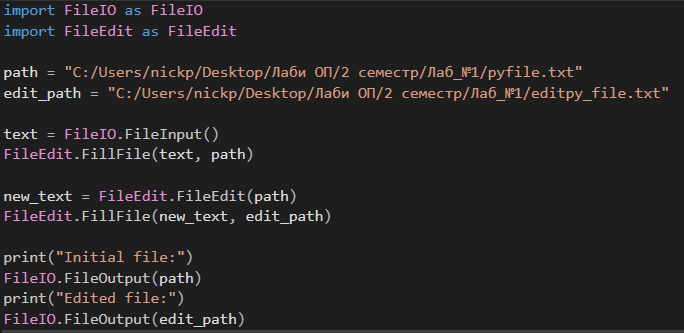 import FileIO as FileIO
import FileEdit as FileEdit
path = "C:/Users/nickp/Desktop/Лаби ОП/2 семестр/Лаб_№1/pyfile.txt"
edit_path = "C:/Users/nickp/Desktop/Лаби ОП/2 семестр/Лаб_№1/editpy_file.txt"
text = FileIO.FileInput()
FileEdit.FillFile(text, path)
new_text = FileEdit.FileEdit(path)
FileEdit.FillFile(new_text, edit_path)
print("Initial file:")
FileIO.FileOutput(path)
print("Edited file:")
FileIO.FileOutput(edit_path)